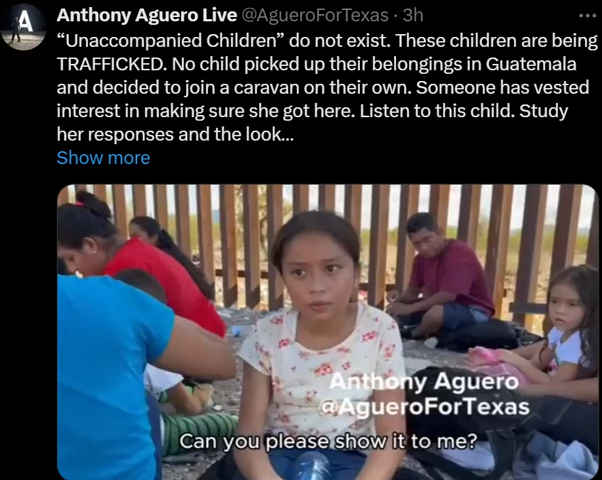 Anthony Aguero Live @AgueroForTexas · 3h
“Unaccompanied Children” do not exist. These children are being
TRAFFICKED. No child picked up their belongings in Guatemala
and decided to join a caravan on their own. Someone has vested
interest in making sure she got here. Listen to this child. Study
her responses and the look...
Show more
Anthony Aguero
@AgueroForTexas
Can you please show it to me?